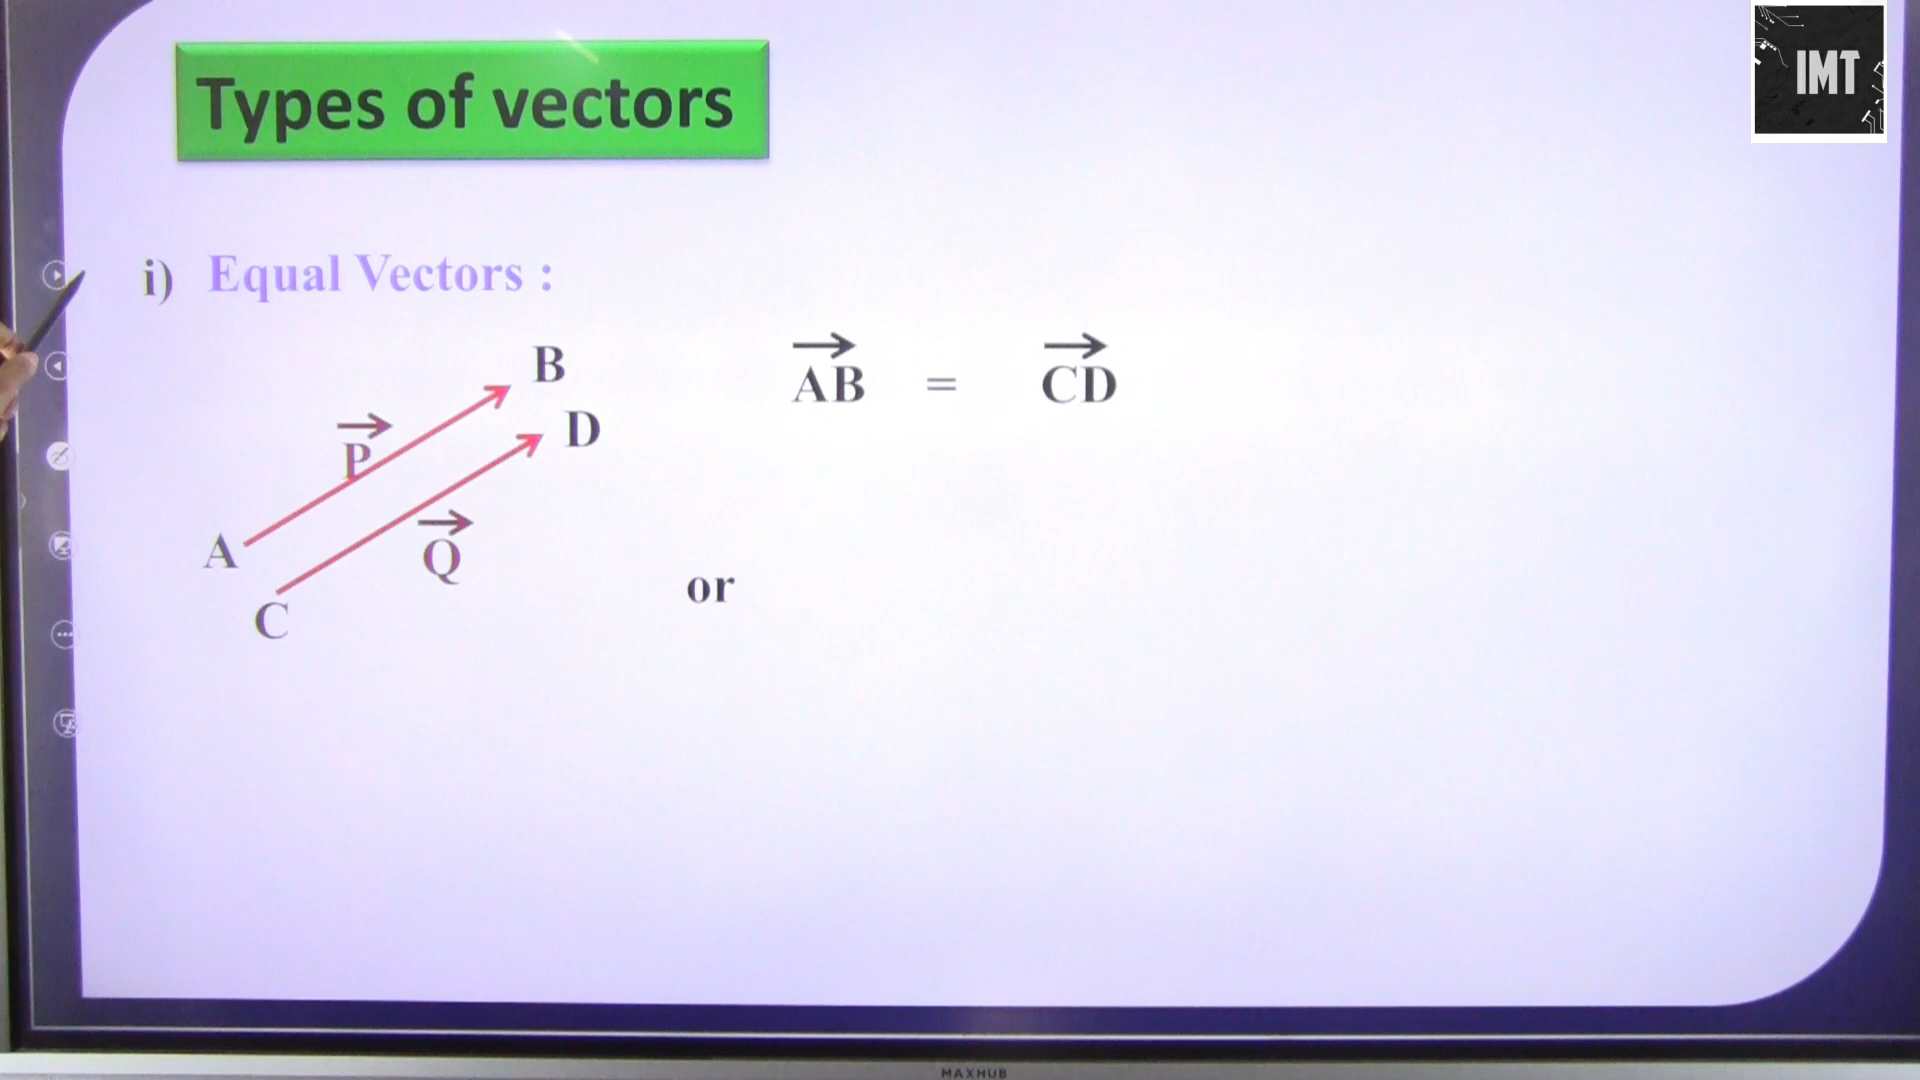 IMT
Types of vectors
i) Equal Vectors :
B
D
P
Q
A
C
AB = CD
or
MAXHUB